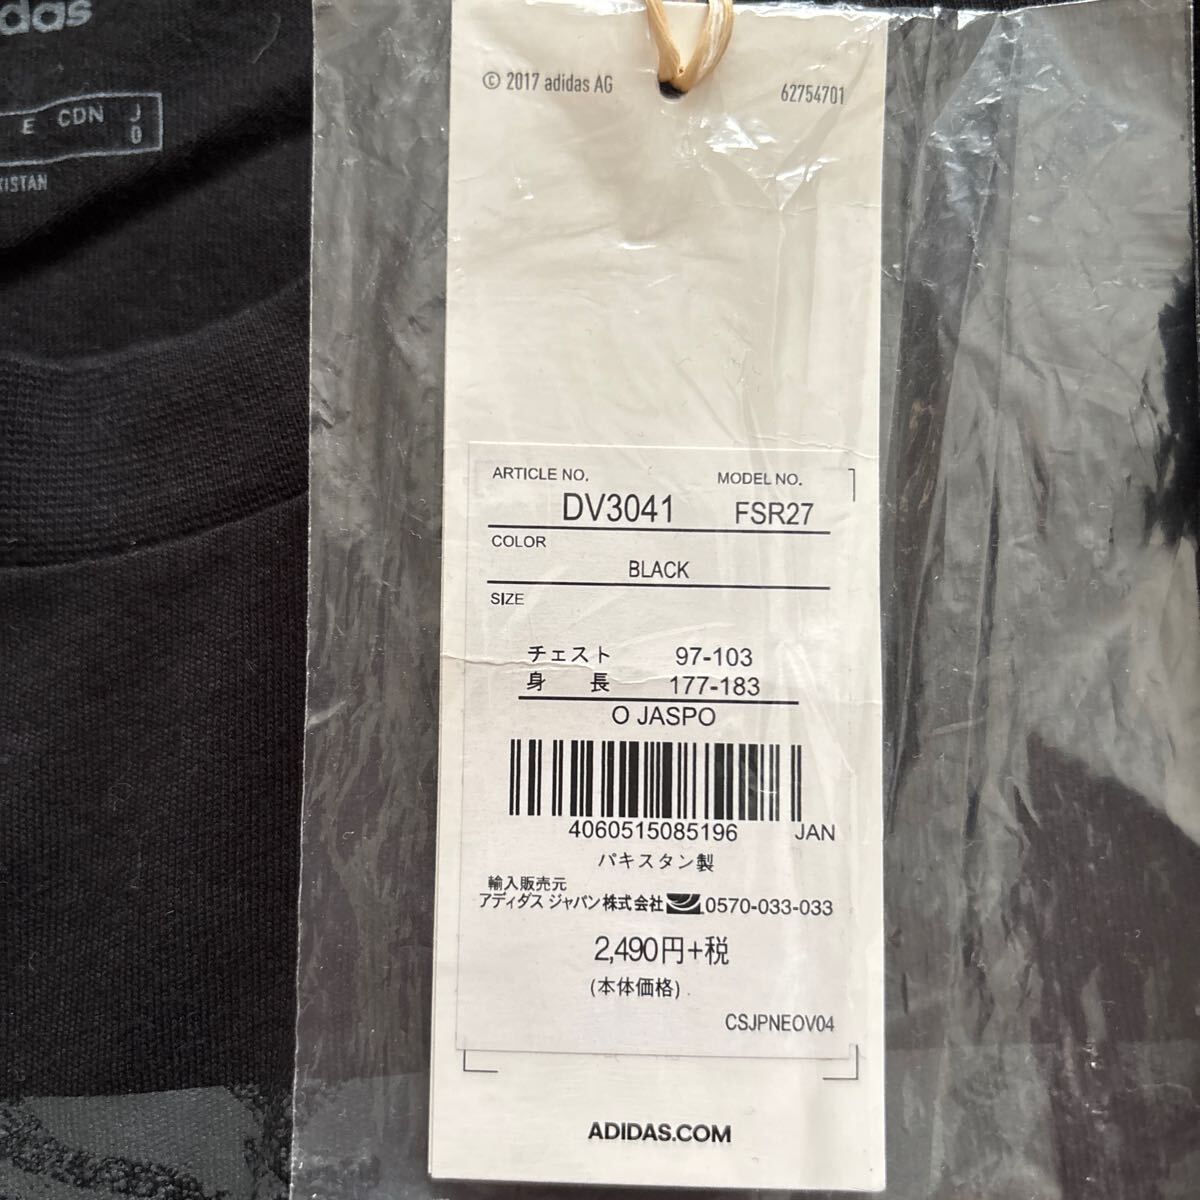 das
E CDN J
O
KISTAN
© 2017 adidas AG
62754701
ARTICLE NO. MODEL NO.
DV3041 FSR27
COLOR
BLACK
SIZE
チェスト 97-103
身 長 177-183
O JASPO
4060515085196 JAN
パキスタン製
輸入販売元
アディダス ジャパン株式会社 0570-033-033
2,490円+税
(本体価格)
CSJPNEOV04
ADIDAS.COM